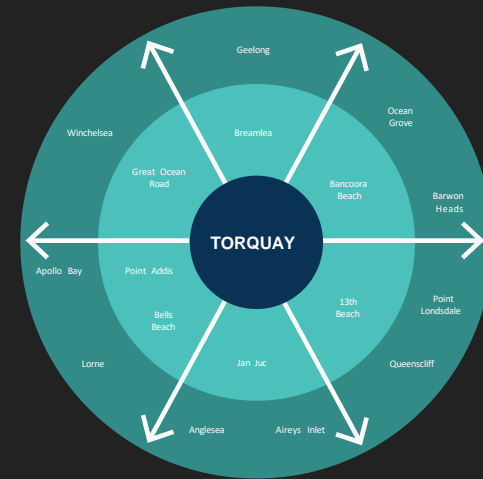 Geelong
Ocean
Grove
Winchelsea
Breamlea
Great Ocean
Road
Bancoora
Beach
Barwon
Heads
TORQUAY
Apollo Bay
Point Addis
13th
Beach
Point
Londsdale
Bells
Beach
Lorne
Jan Juc
Queenscliff
Anglesea
Aireys Inlet